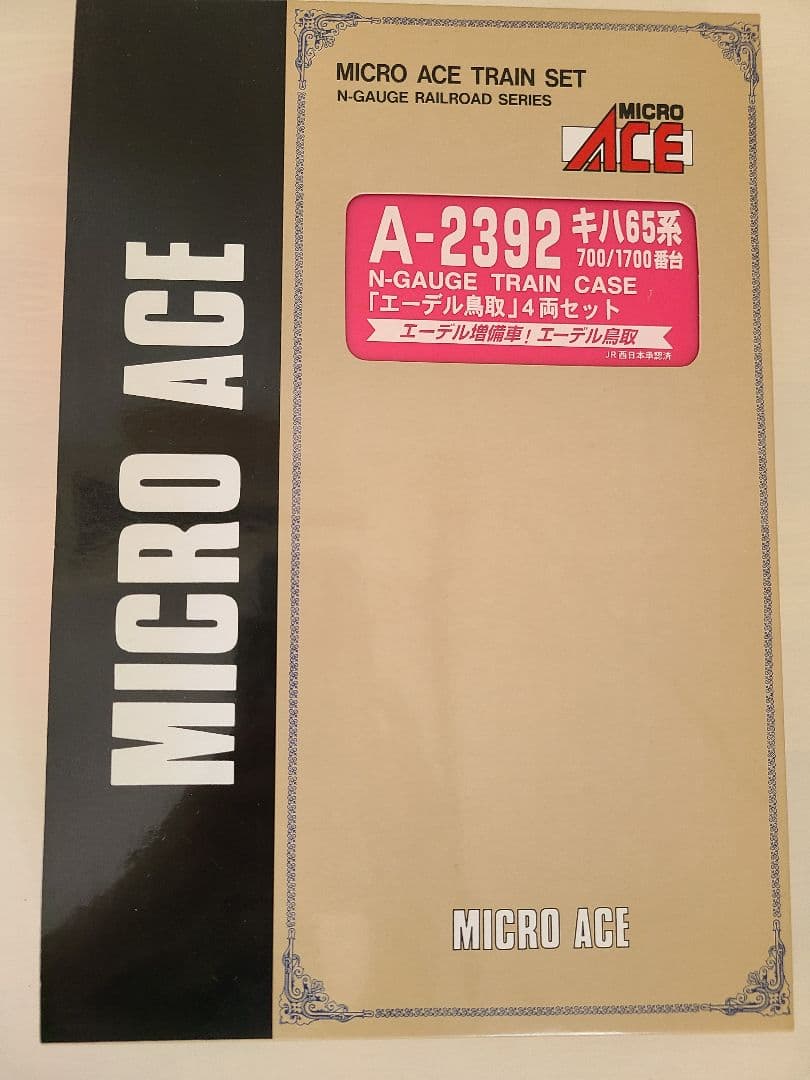 MICRO ACE
MICRO ACE TRAIN SET
N-GAUGE RAILROAD SERIES
MICRO
ACE
A-2392 キハ65系
700/1700番台
N-GAUGE TRAIN CASE
「エーデル鳥取」4両セット
エーデル増備車！エーデル鳥取
JR西日本承認済
MICRO ACE